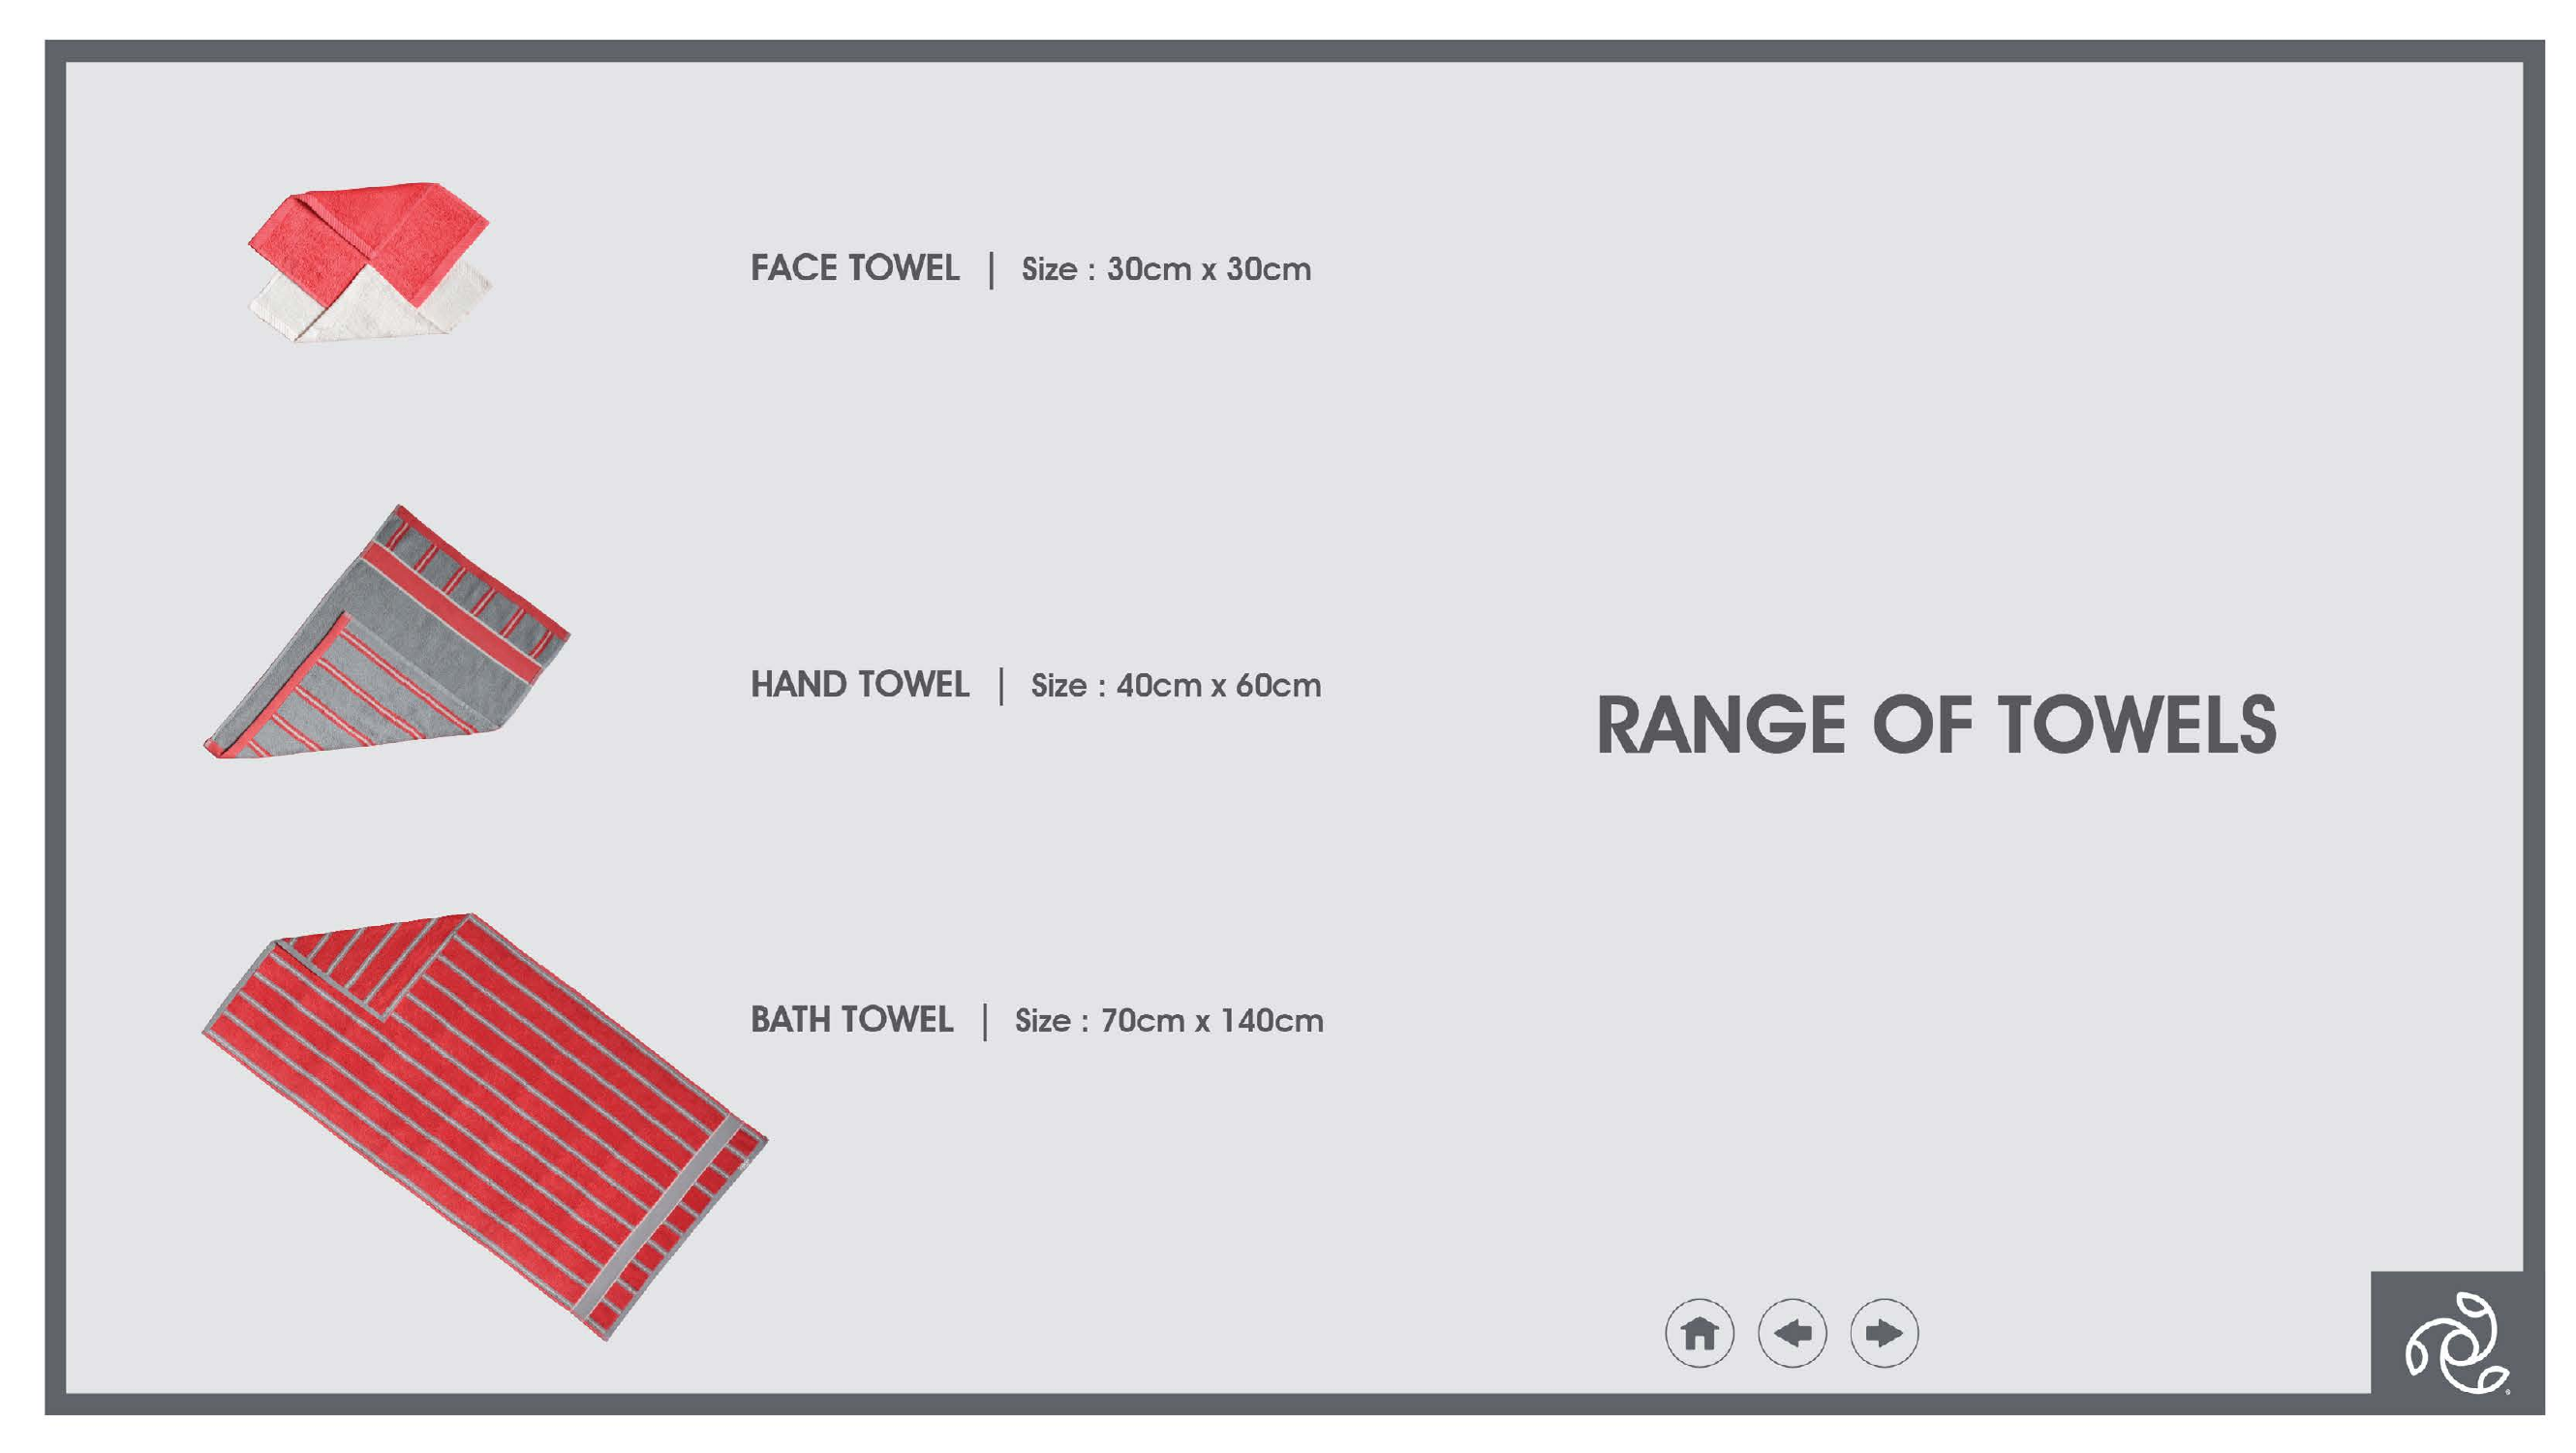 FACE TOWEL | Size : 30cm x 30cm
HAND TOWEL | Size : 40cm x 60cm
RANGE OF TOWELS
BATH TOWEL | Size : 70cm x 140cm